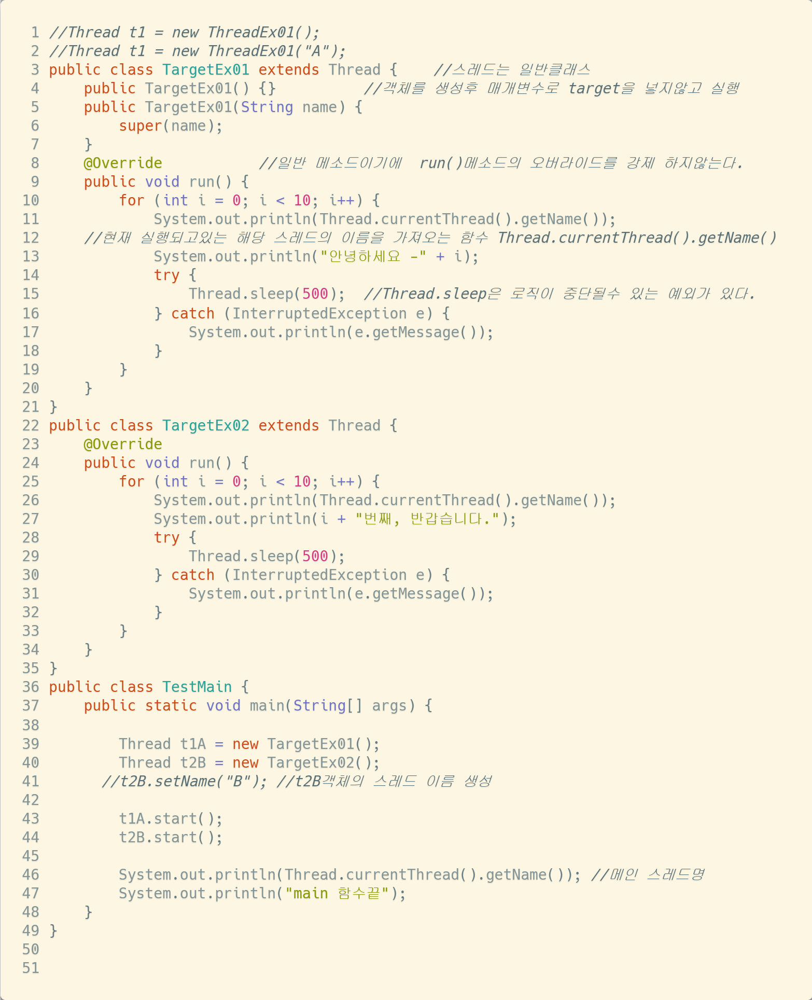 1 //Thread t1 = new ThreadEx01();
2 //Thread t1 = new ThreadEx01("A");
3 public class TargetEx01 extends Thread {    //스레드는 일반클래스
4     public TargetEx01() {}          //객체를 생성후 매개변수로 target을 넣지않고 실행
5     public TargetEx01(String name) {
6         super(name);
7     }
8     @Override           //일반 메소드이기에  run()메소드의 오버라이드를 강제 하지않는다.
9     public void run() {
10         for (int i = 0; i < 10; i++) {
11             System.out.println(Thread.currentThread().getName());
12     //현재 실행되고있는 해당 스레드의 이름을 가져오는 함수 Thread.currentThread().getName()
13             System.out.println("안녕하세요 -" + i);
14             try {
15                 Thread.sleep(500);  //Thread.sleep은 로직이 중단될수 있는 예외가 있다.
16             } catch (InterruptedException e) {
17                 System.out.println(e.getMessage());
18             }
19         }
20     }
21 }
22 public class TargetEx02 extends Thread {
23     @Override
24     public void run() {
25         for (int i = 0; i < 10; i++) {
26             System.out.println(Thread.currentThread().getName());
27             System.out.println(i + "번째, 반갑습니다.");
28             try {
29                 Thread.sleep(500);
30             } catch (InterruptedException e) {
31                 System.out.println(e.getMessage());
32             }
33         }
34     }
35 }
36 public class TestMain {
37     public static void main(String[] args) {
38
39         Thread t1A = new TargetEx01();
40         Thread t2B = new TargetEx02();
41       //t2B.setName("B"); //t2B객체의 스레드 이름 생성
42
43         t1A.start();
44         t2B.start();
45
46         System.out.println(Thread.currentThread().getName()); //메인 스레드명
47         System.out.println("main 함수끝");
48     }
49 }
50
51